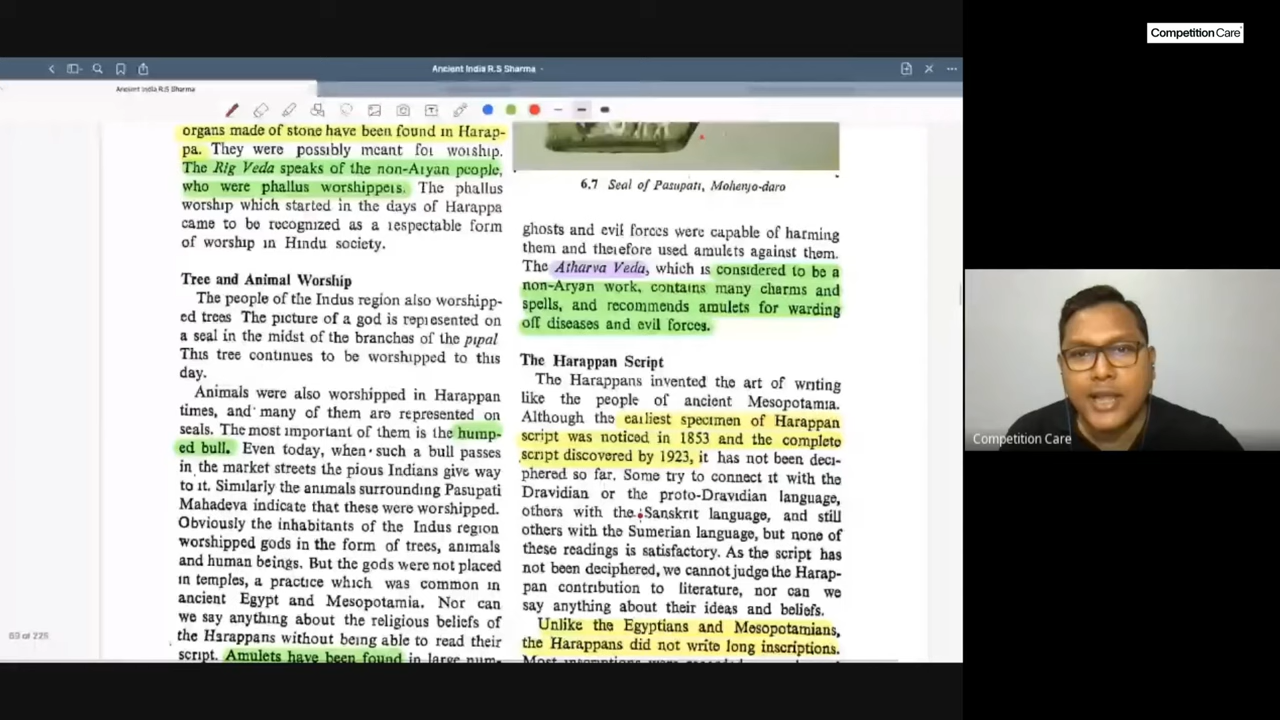 CompetitionCare
Ancient India R.S Sharma
Ancient India R.S Sharma
organs made of stone have been found in Harap-
pa. They were possibly meant for worship.
The Rig Veda speaks of the non-Aryan people,
who were phallus worshippers. The phallus
worship which started in the days of Harappa
came to be recognized as a respectable form
of worship in Hindu society.
Tree and Animal Worship
The people of the Indus region also worshipp-
ed trees The picture of a god is represented on
a seal in the midst of the branches of the pipal
This tree continues to be worshipped to this
day.
Animals were also worshipped in Harappan
times, and many of them are represented on
seals. The most important of them is the hump-
ed bull. Even today, when such a bull passes
in the market streets the pious Indians give way
to it. Similarly the animals surrounding Pasupati
Mahadeva indicate that these were worshipped.
Obviously the inhabitants of the Indus region
worshipped gods in the form of trees, animals
and human beings. But the gods were not placed
in temples, a practice which was common in
ancient Egypt and Mesopotamia. Nor can
we say anything about the religious beliefs of
the Harappans without being able to read their
script. Amulets have been found in large num-
6.7 Seal of Pasupati, Mohenjo-daro
ghosts and evil forces were capable of harming
them and therefore used amulets against them.
The Atharva Veda, which is considered to be a
non-Aryan work, contains many charms and
spells, and recommends amulets for warding
off diseases and evil forces.
The Harappan Script
The Harappans invented the art of writing
like the people of ancient Mesopotamia.
Although the earliest specimen of Harappan
script was noticed in 1853 and the complete
script discovered by 1923, it has not been deci-
phered so far. Some try to connect it with the
Dravidian or the proto-Dravidian language,
others with the Sanskrit language, and still
others with the Sumerian language, but none of
these readings is satisfactory. As the script has
not been deciphered, we cannot judge the Harap-
pan contribution to literature, nor can we
say anything about their ideas and beliefs.
Unlike the Egyptians and Mesopotamians,
the Harappans did not write long inscriptions.
Most inscriptions were recorded
69 of 225
Competition Care